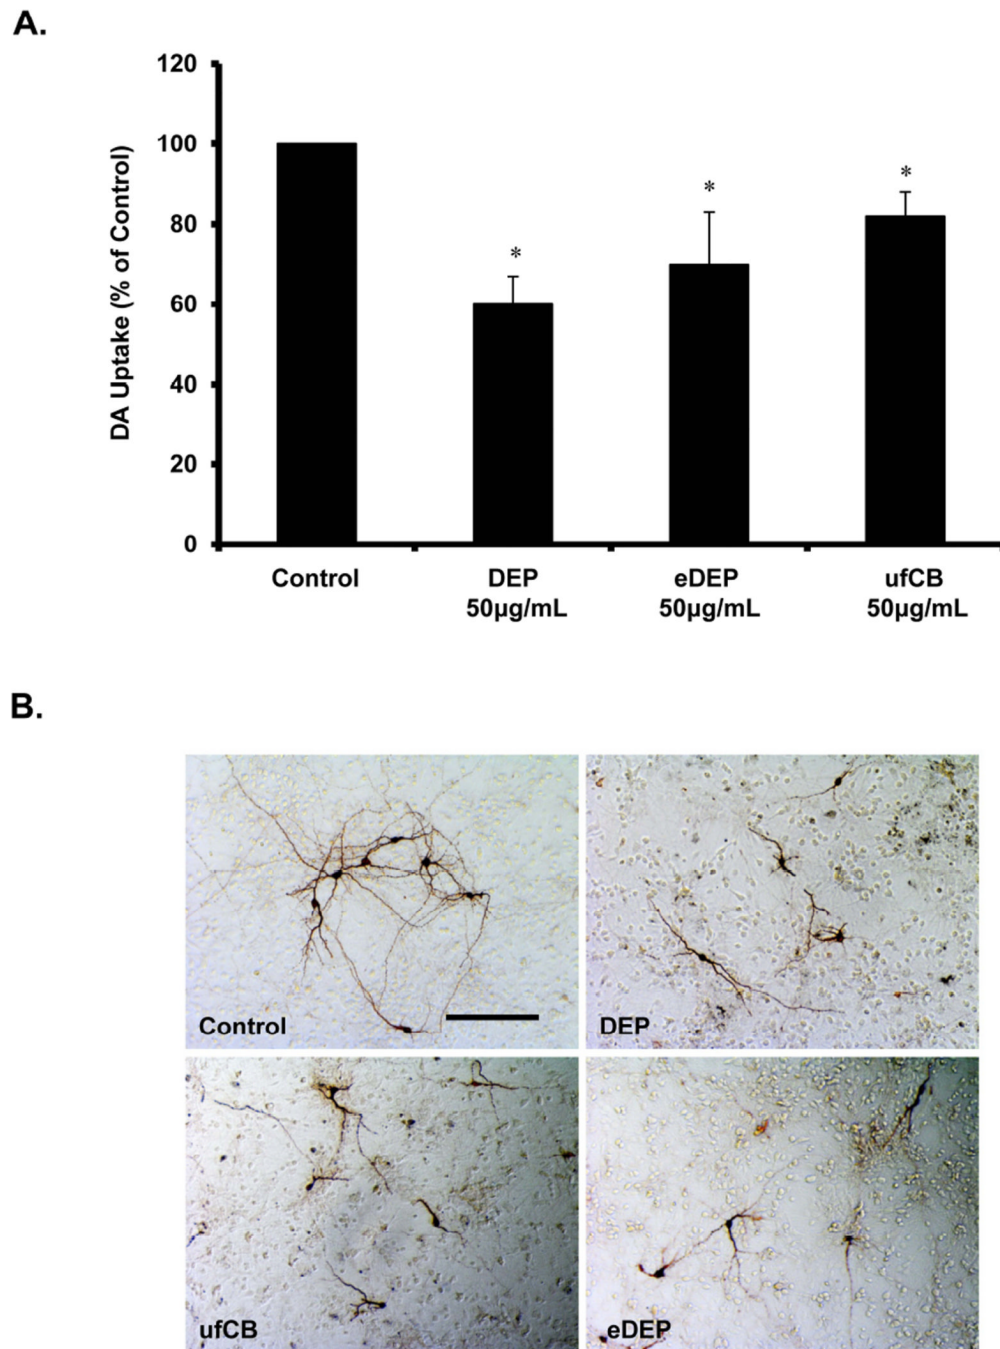 A.
DA Uptake (% of Control)
120
100
80
60
40
20
0
*
*
*
Control
DEP
50µg/mL
eDEP
50µg/mL
ufCB
50µg/mL
B.
Control
DEP
ufCB
eDEP